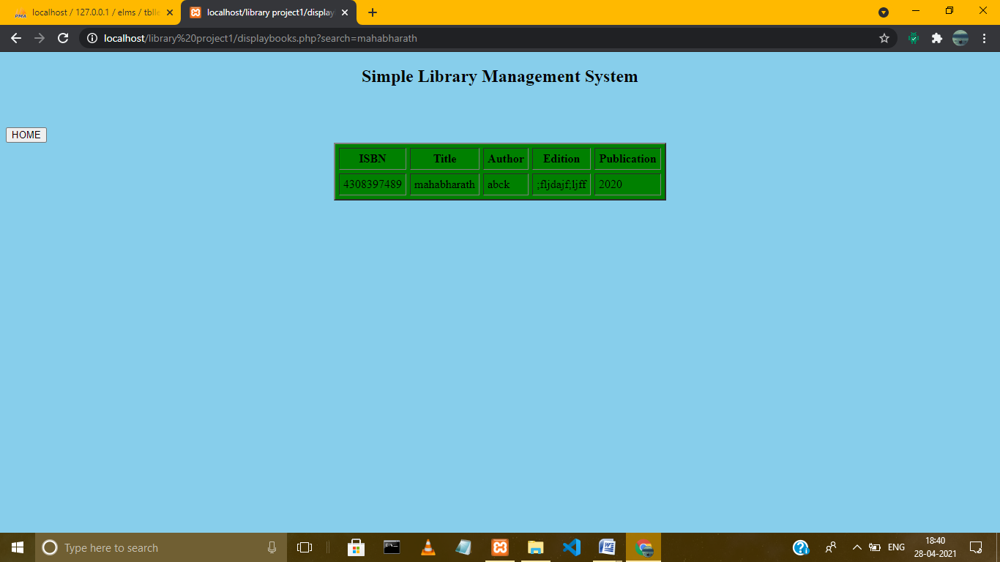 PMA localhost / 127.0.0.1 / elms / tblle
localhost/library project1/display
localhost/library%20project1/displaybooks.php?search=mahabharath
Simple Library Management System
HOME
ISBN Title Author Edition Publication
4308397489 mahabharath abck ;fljdajf;ljff 2020
Type here to search
ENG
18:40
28-04-2021